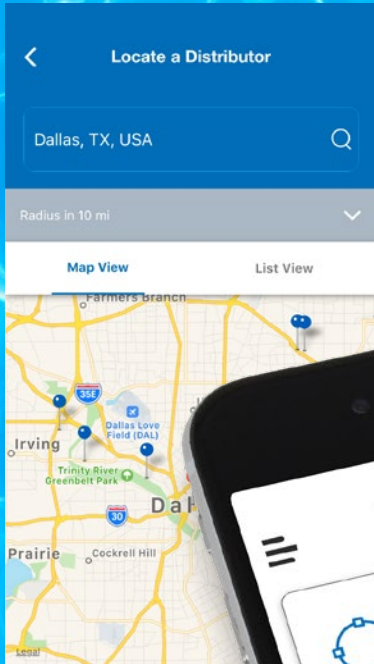 Locate a Distributor
Dallas, TX, USA
Radius in 10 mi
Map View
List View
Farmers Branch
35E
Dallas Love
Field (DAL)
Irving
Trinity River
Greenbelt Park
30
Prairie
Cockrell Hill
Legal